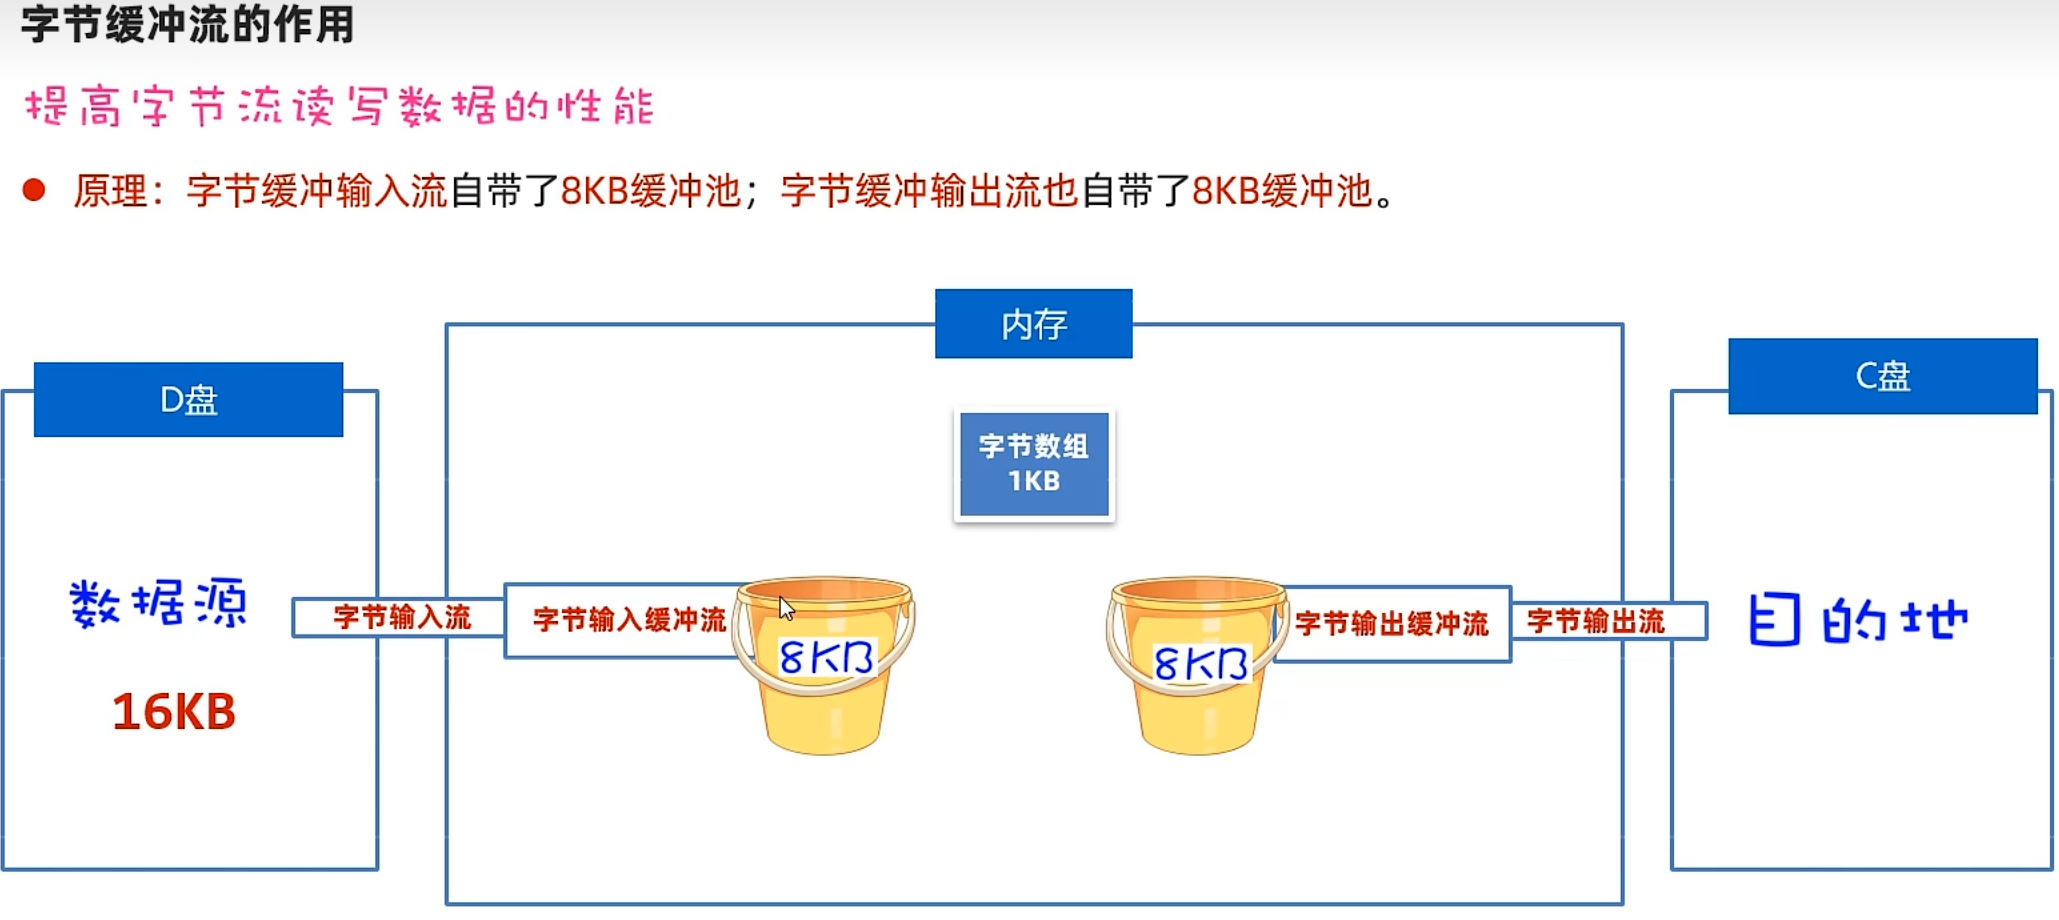 字节缓冲流的作用
提高字节流读写数据的性能
原理：字节缓冲输入流自带了8KB缓冲池；字节缓冲输出流也自带了8KB缓冲池。
内存
D盘
C盘
字节数组
1KB
数据源
字节输入流
字节输入缓冲流
8KB
8KB
字节输出缓冲流
字节输出流
目的地
16KB